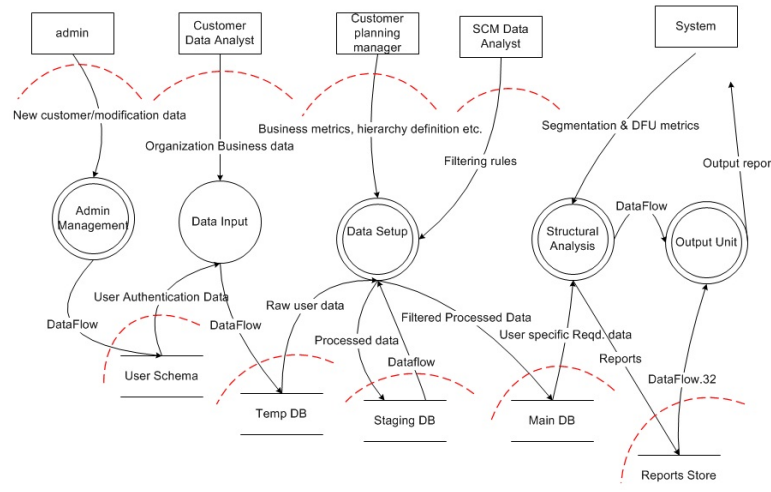 admin
Customer
Data Analyst
Customer
planning
manager
SCM Data
Analyst
System
New customer/modification data
Organization Business data
Business metrics, hierarchy definition etc.
Filtering rules
Segmentation & DFU metrics
Output repor
Admin
Management
Data Input
Data Setup
Structural
Analysis
DataFlow
Output Unit
User Authentication Data
DataFlow
DataFlow
Raw user data
Processed data
Dataflow
Filtered Processed Data
User specific Reqd. data
Reports
DataFlow.32
User Schema
Temp DB
Staging DB
Main DB
Reports Store